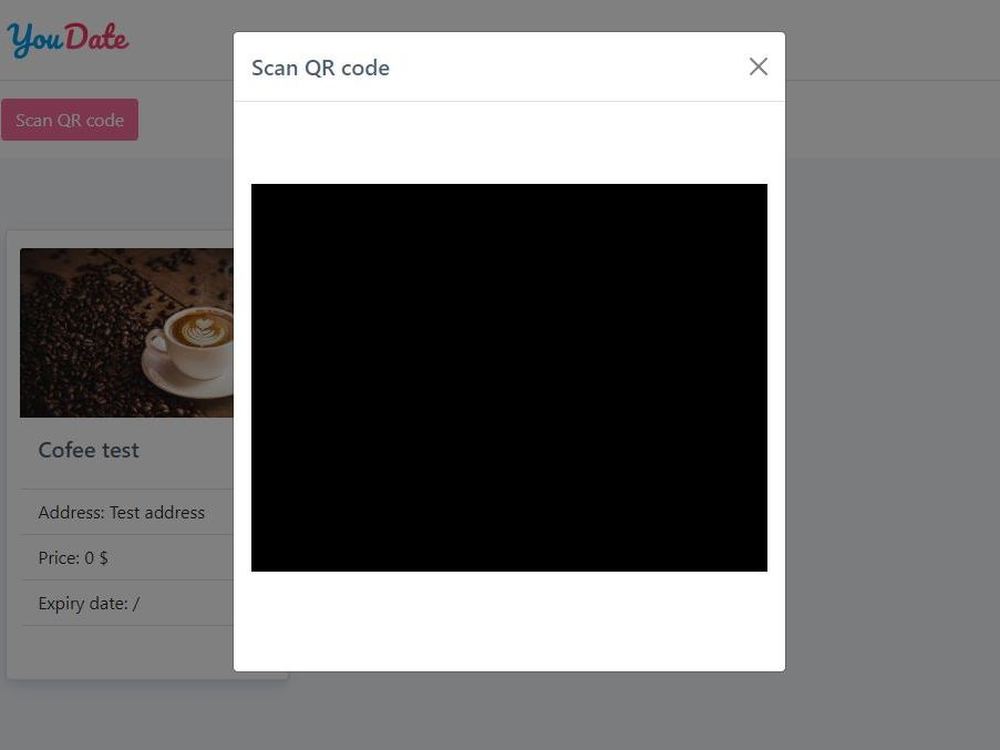 YouDate
Scan QR code
Scan QR code
Cofee test
Address: Test address
Price: 0 $
Expiry date: /